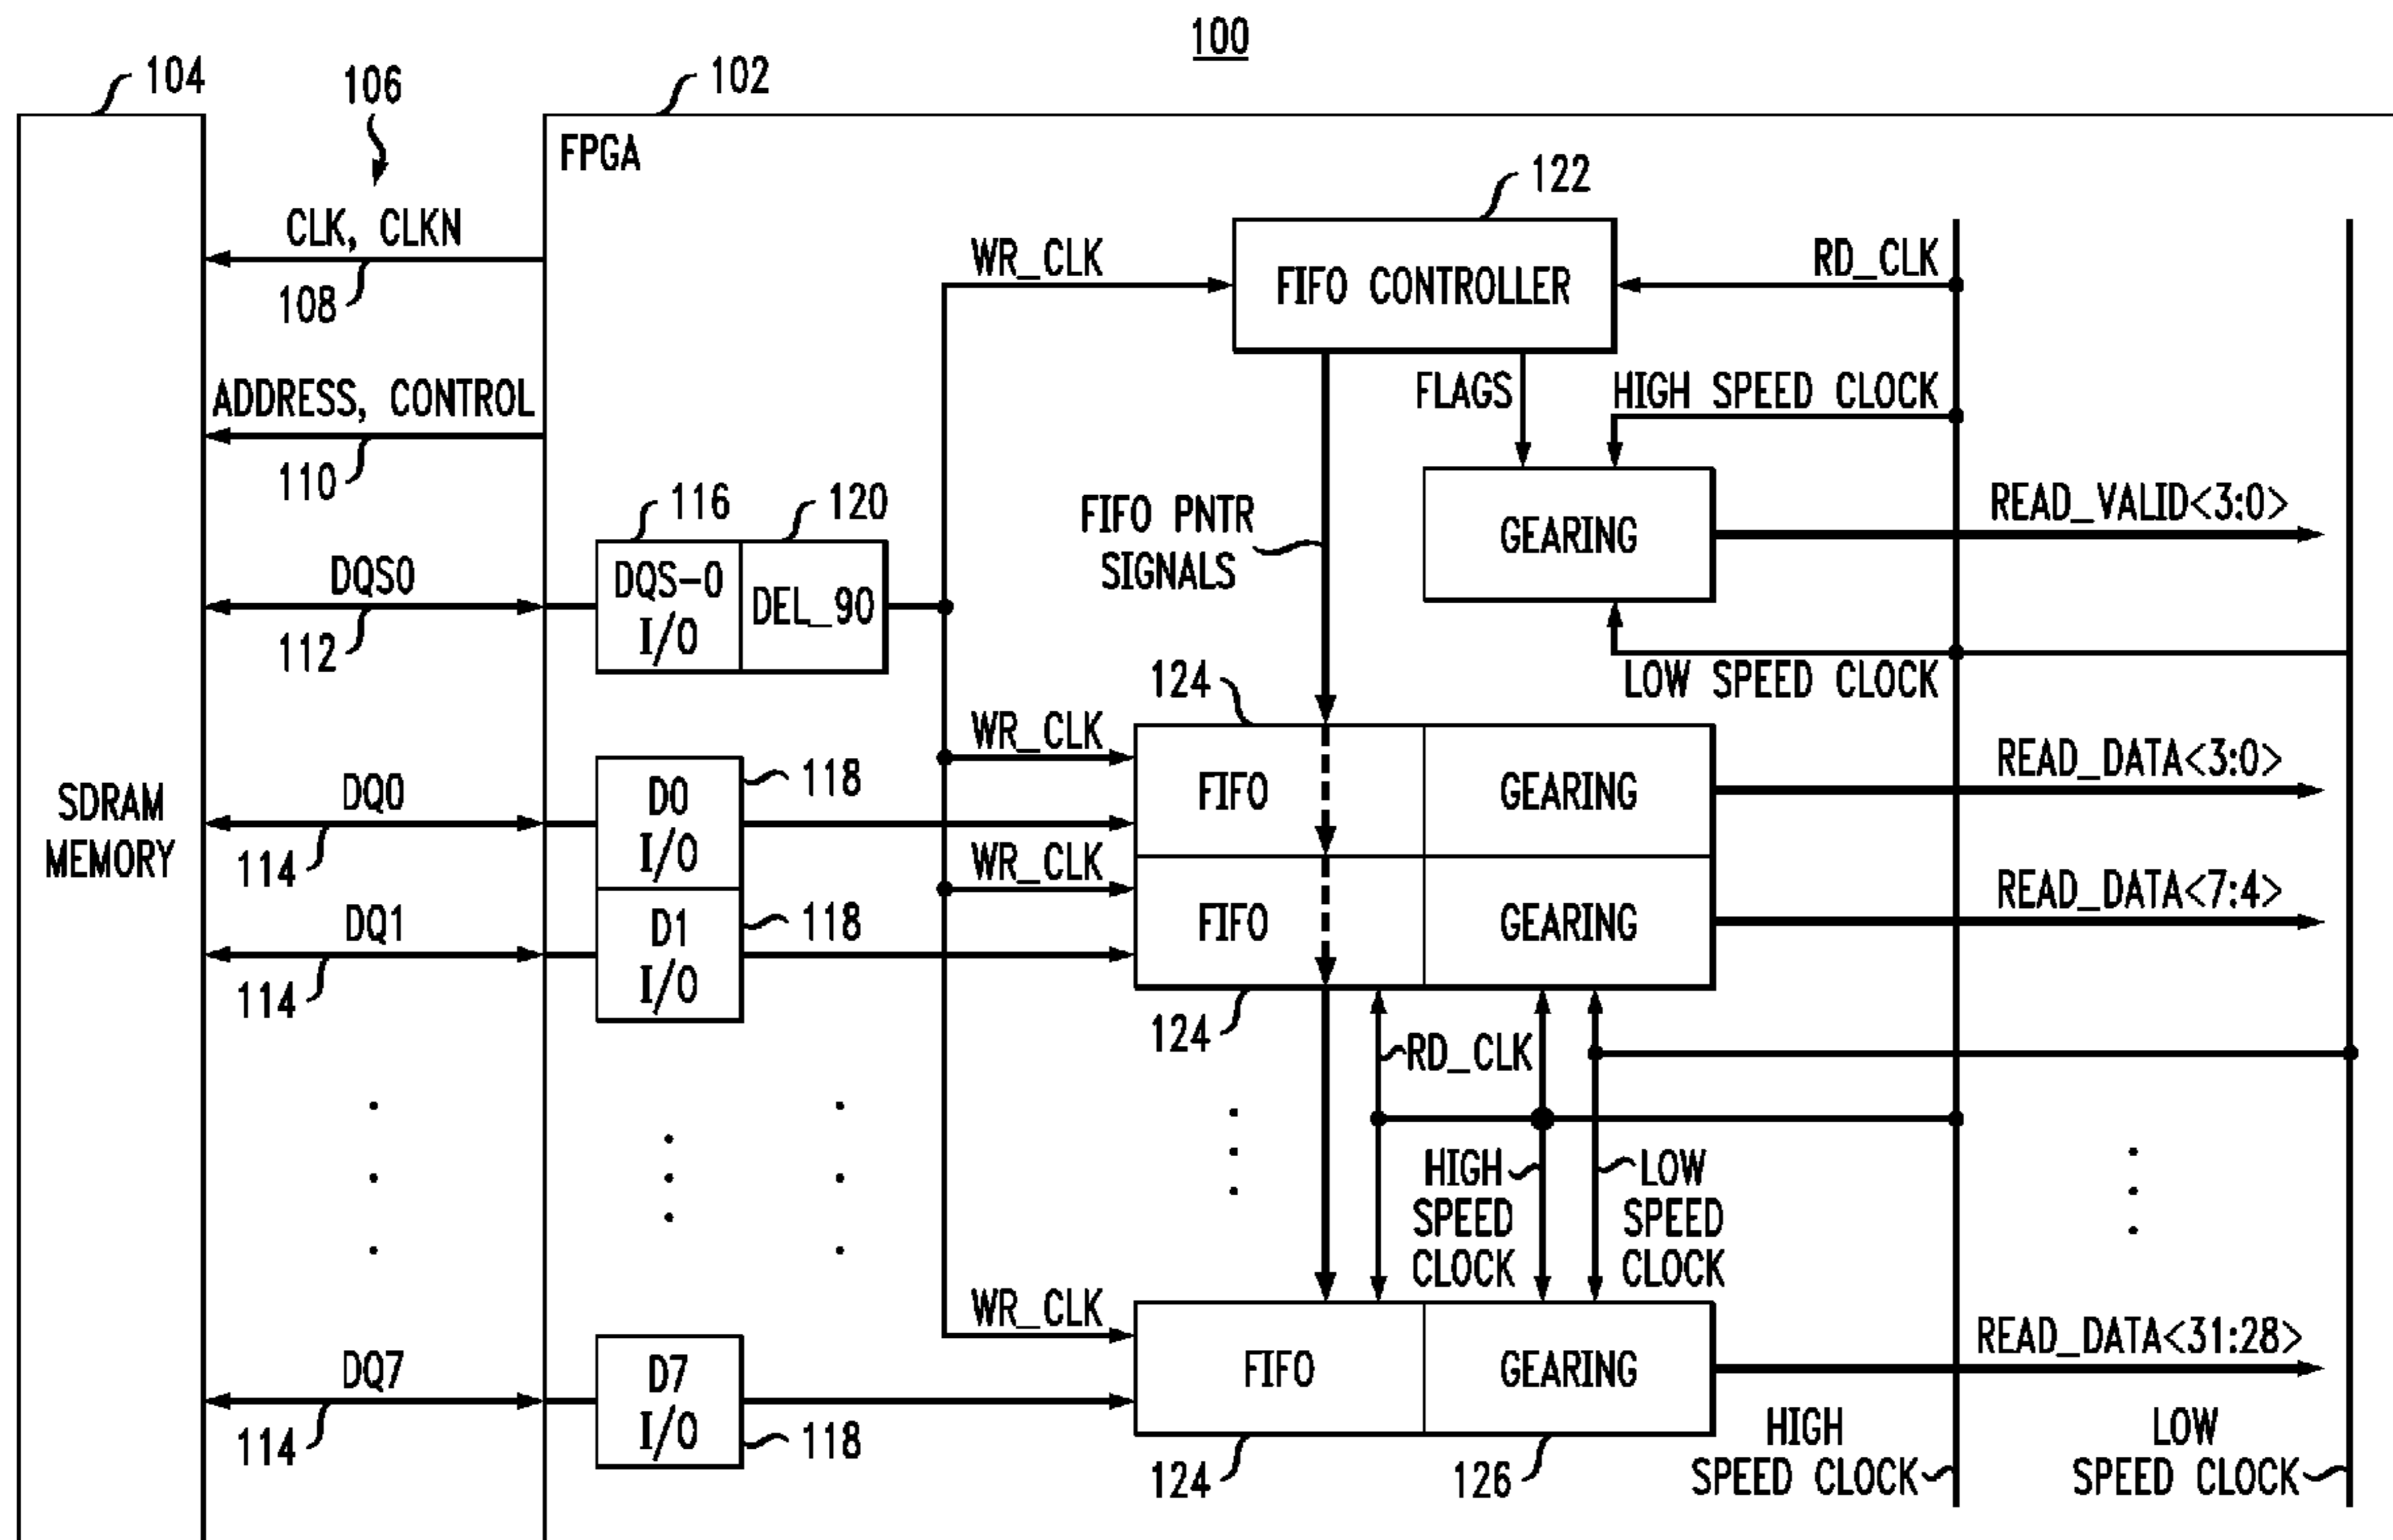 100
104
106
102
FPGA
122
CLK, CLKN
WR_CLK
FIFO CONTROLLER
RD_CLK
108
ADDRESS, CONTROL
FLAGS
HIGH SPEED CLOCK
110
116
120
FIFO PNTR
SIGNALS
GEARING
READ_VALID<3:0>
DQS0
DQS-0
I/O
DEL_90
112
124
LOW SPEED CLOCK
WR_CLK
SDRAM
MEMORY
DQ0
D0
I/O
118
FIFO
GEARING
READ_DATA<3:0>
114
WR_CLK
DQ1
D1
I/O
118
FIFO
GEARING
READ_DATA<7:4>
114
124
RD_CLK
HIGH
SPEED
CLOCK
LOW
SPEED
CLOCK
WR_CLK
DQ7
D7
I/O
FIFO
GEARING
READ_DATA<31:28>
114
118
124
126
HIGH
SPEED CLOCK
LOW
SPEED CLOCK